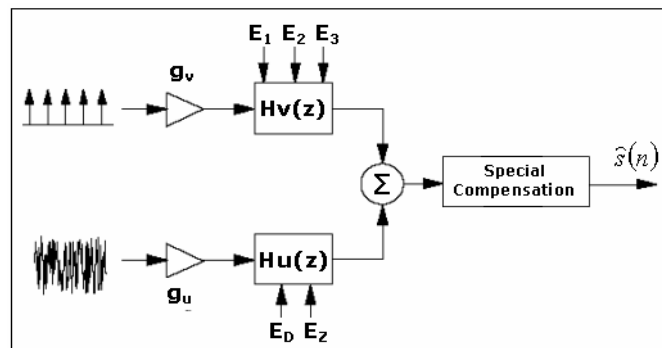 E1 E2 E3
gv
Hv(z)
Σ
Special
Compensation
ŝ(n)
Hu(z)
gu
ED EZ